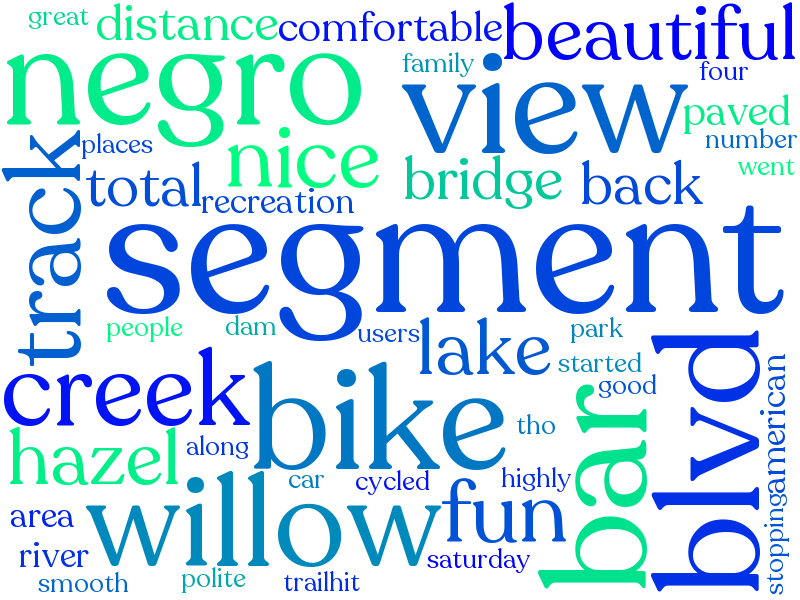 great
distance
comfortable
beautiful
negro
family
view
four
paved
number
went
places
nice
track
total
recreation
bridge
back
segment
people
dam
users
lake
park
started
good
creek
bike
bar
blvd
american
stopping
hazel
along
tho
car
cycled
highly
willow
fun
area
river
saturday
smooth
polite
trailhit